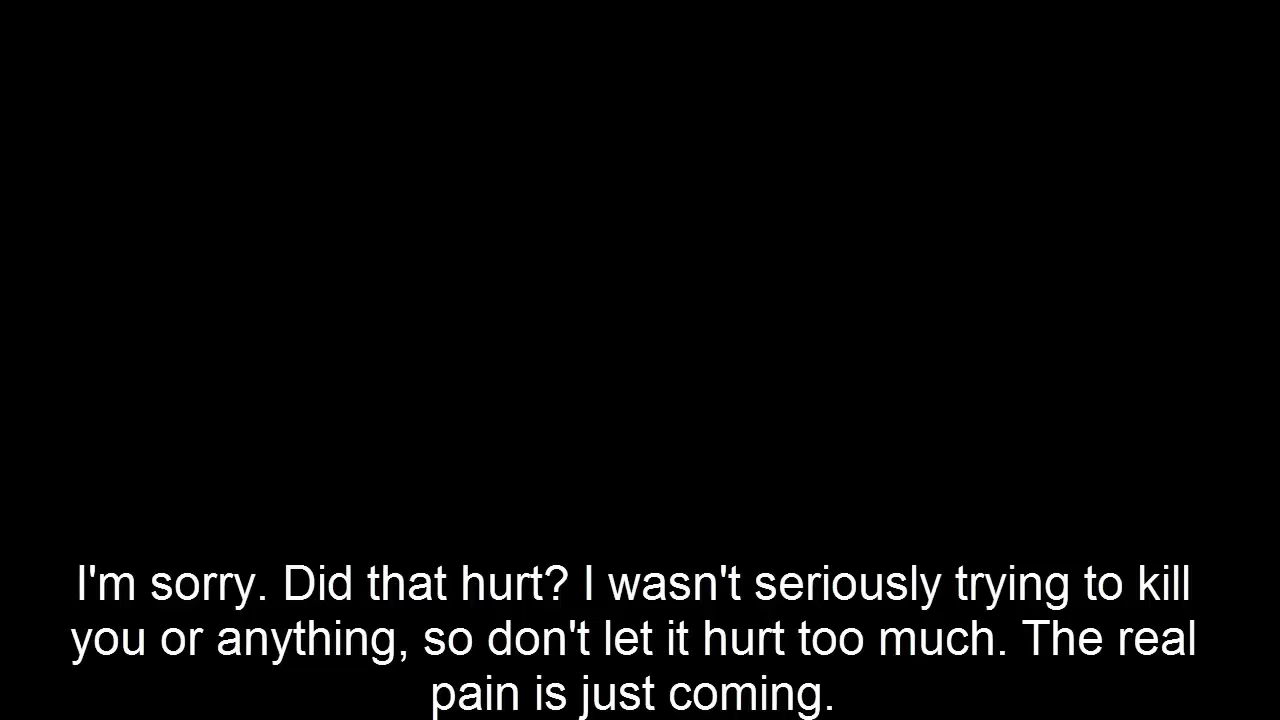 I'm sorry. Did that hurt? I wasn't seriously trying to kill
you or anything, so don't let it hurt too much. The real
pain is just coming.